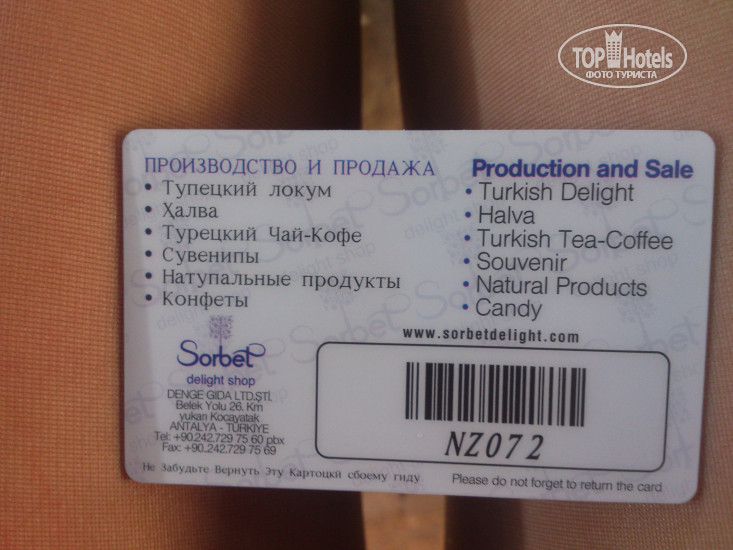 TOP Hotels
ФОТО ТУРИСТА
ПРОИЗВОДСТВО И ПРОДАЖА
• Тупецкий локум
• Халва
• Турецкий Чай-Кофе
• Сувенипы
• Натупальные продукты
• Конфеты
Production and Sale
• Turkish Delight
• Halva
• Turkish Tea-Coffee
• Souvenir
• Natural Products
• Candy
www.sorbetdelight.com
Sorbet
delight shop
DENGE GIDA LTD.ŞTİ.
Belek Yolu 26. Km
yukarı Kocayatak
ANTALYA - TÜRKİYE
Tel: +90.242.729 75 60 pbx
Fax: +90.242.729 75 69
NZ072
Не Забудьте Вернуть Эту Картоцкй сбоему гиду
Please do not forget to return the card